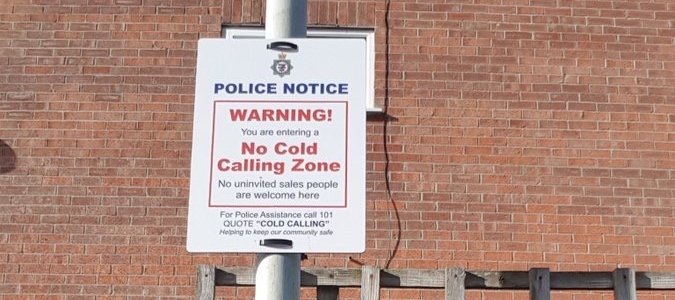 POLICE NOTICE
WARNING!
You are entering a
No Cold
Calling Zone
No uninvited sales people
are welcome here
For Police Assistance call 101
QUOTE "COLD CALLING"
Helping to keep our community safe